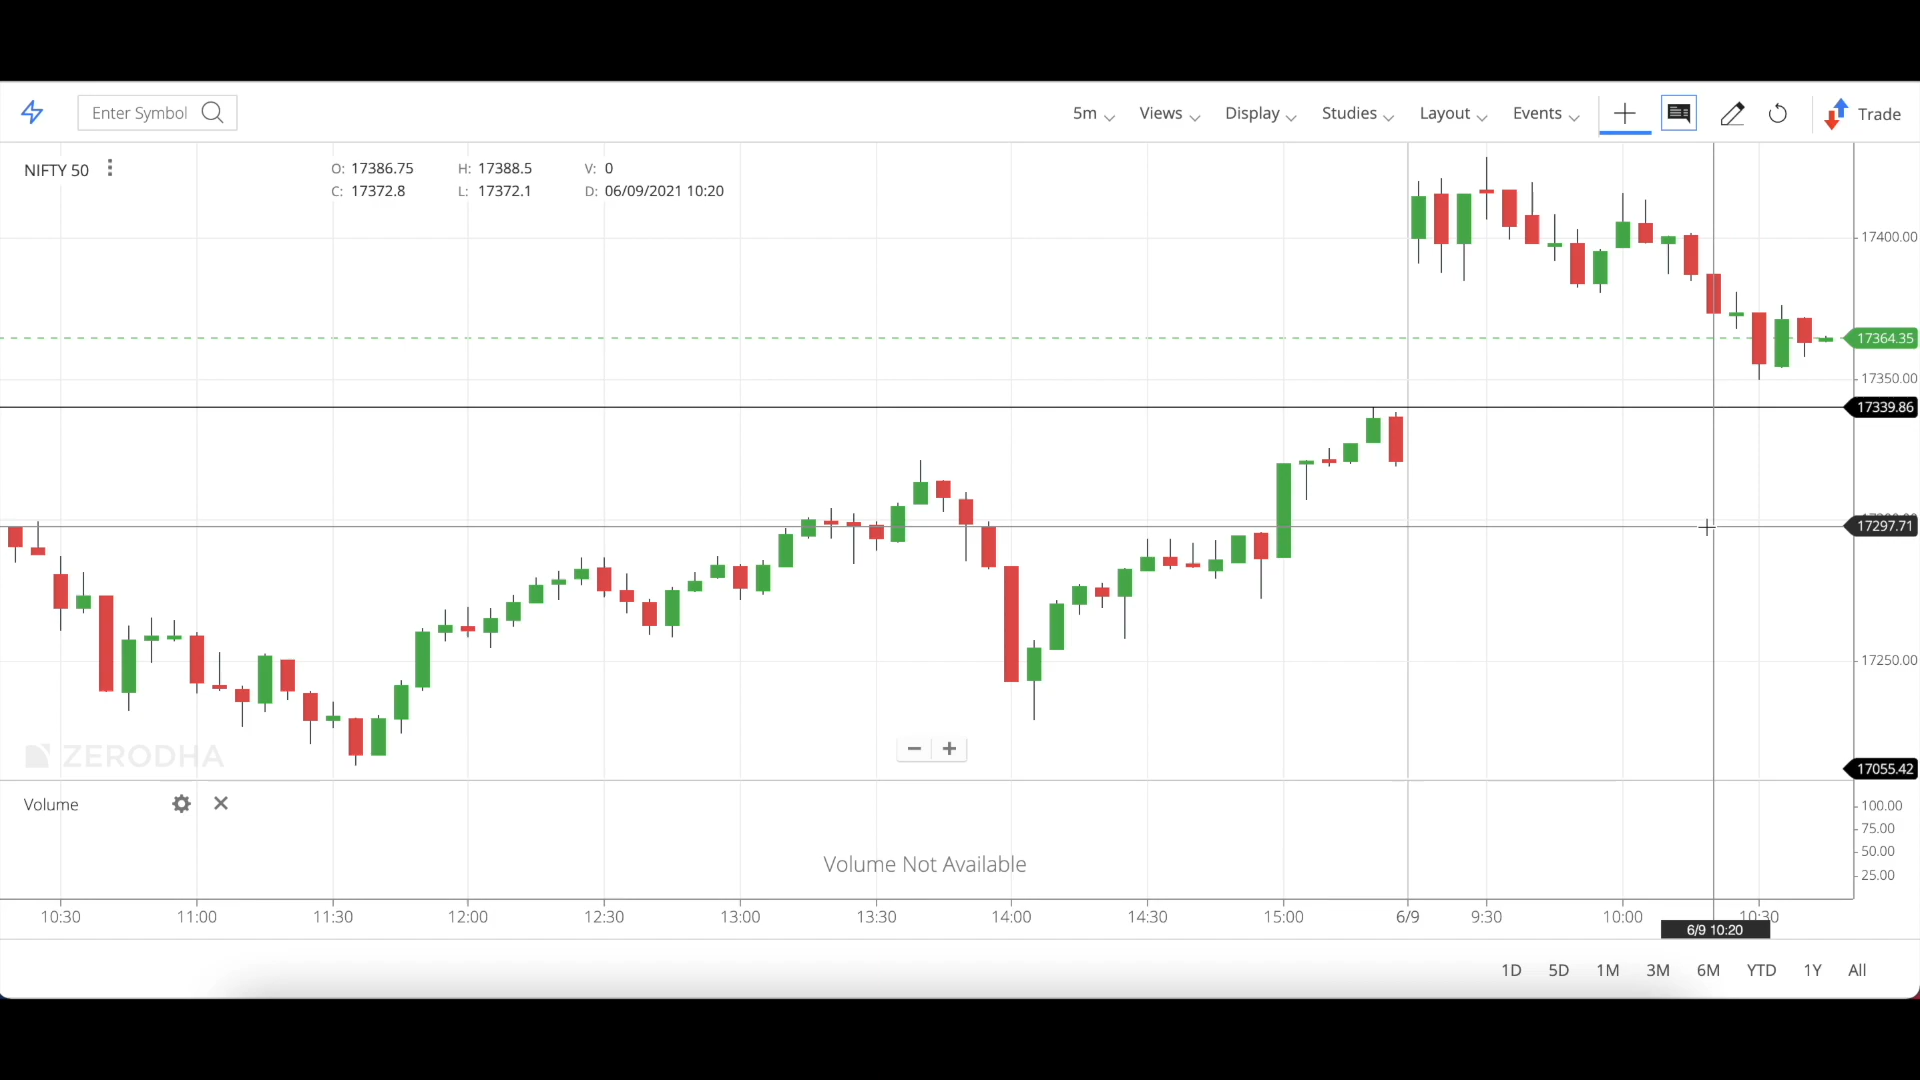 Enter Symbol
5m Views Display Studies Layout Events Trade
NIFTY 50
O: 17386.75 H: 17388.5 V: 0
C: 17372.8 L: 17372.1 D: 06/09/2021 10:20
17400.00
17364.35
17350.00
17339.86
17297.71
17250.00
ZERODHA
17055.42
Volume
100.00
75.00
50.00
25.00
Volume Not Available
10:30 11:00 11:30 12:00 12:30 13:00 13:30 14:00 14:30 15:00 6/9 9:30 10:00 10:30
6/9 10:20
1D 5D 1M 3M 6M YTD 1Y All